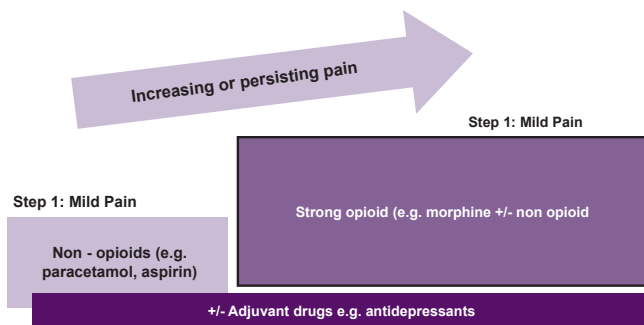 Increasing or persisting pain
Step 1: Mild Pain
Strong opioid (e.g. morphine +/- non opioid
Step 1: Mild Pain
Non - opioids (e.g.
paracetamol, aspirin)
+/- Adjuvant drugs e.g. antidepressants